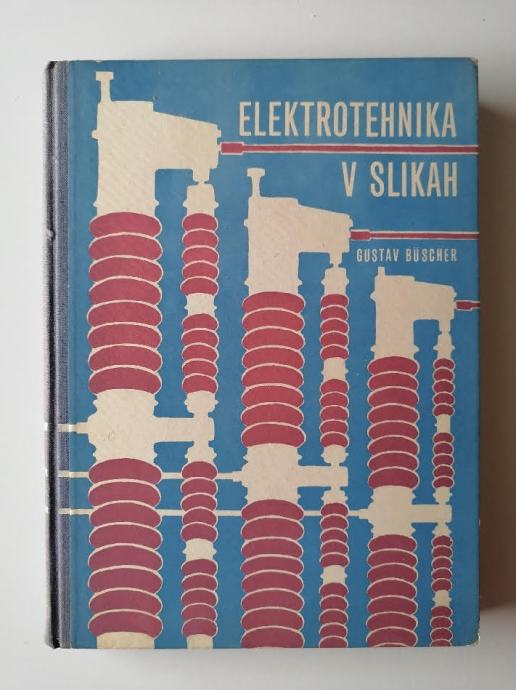 ELEKTROTEHNIKA
V SLIKAH
GUSTAV BÜSCHER